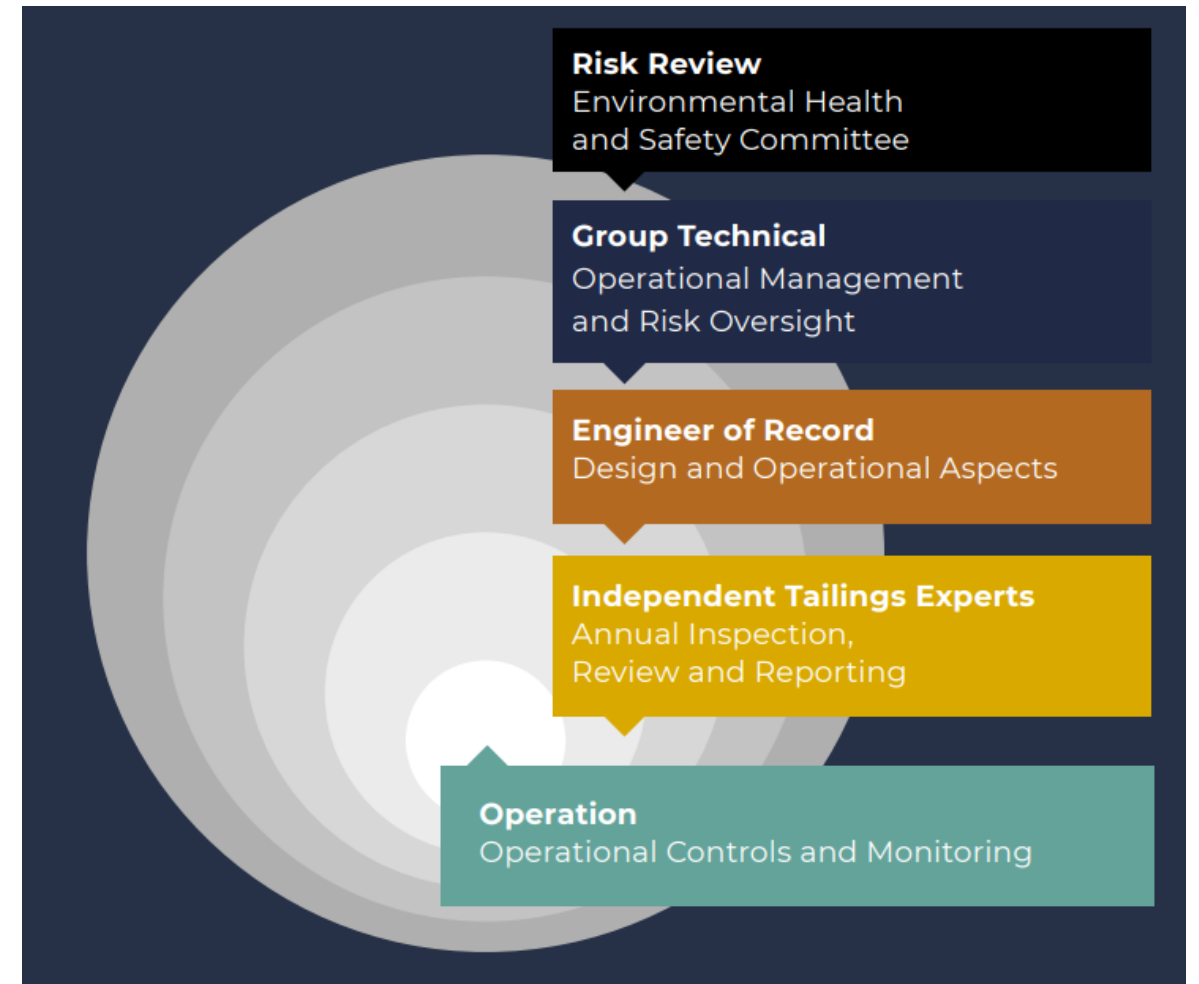 Risk Review
Environmental Health
and Safety Committee
Group Technical
Operational Management
and Risk Oversight
Engineer of Record
Design and Operational Aspects
Independent Tailings Experts
Annual Inspection,
Review and Reporting
Operation
Operational Controls and Monitoring